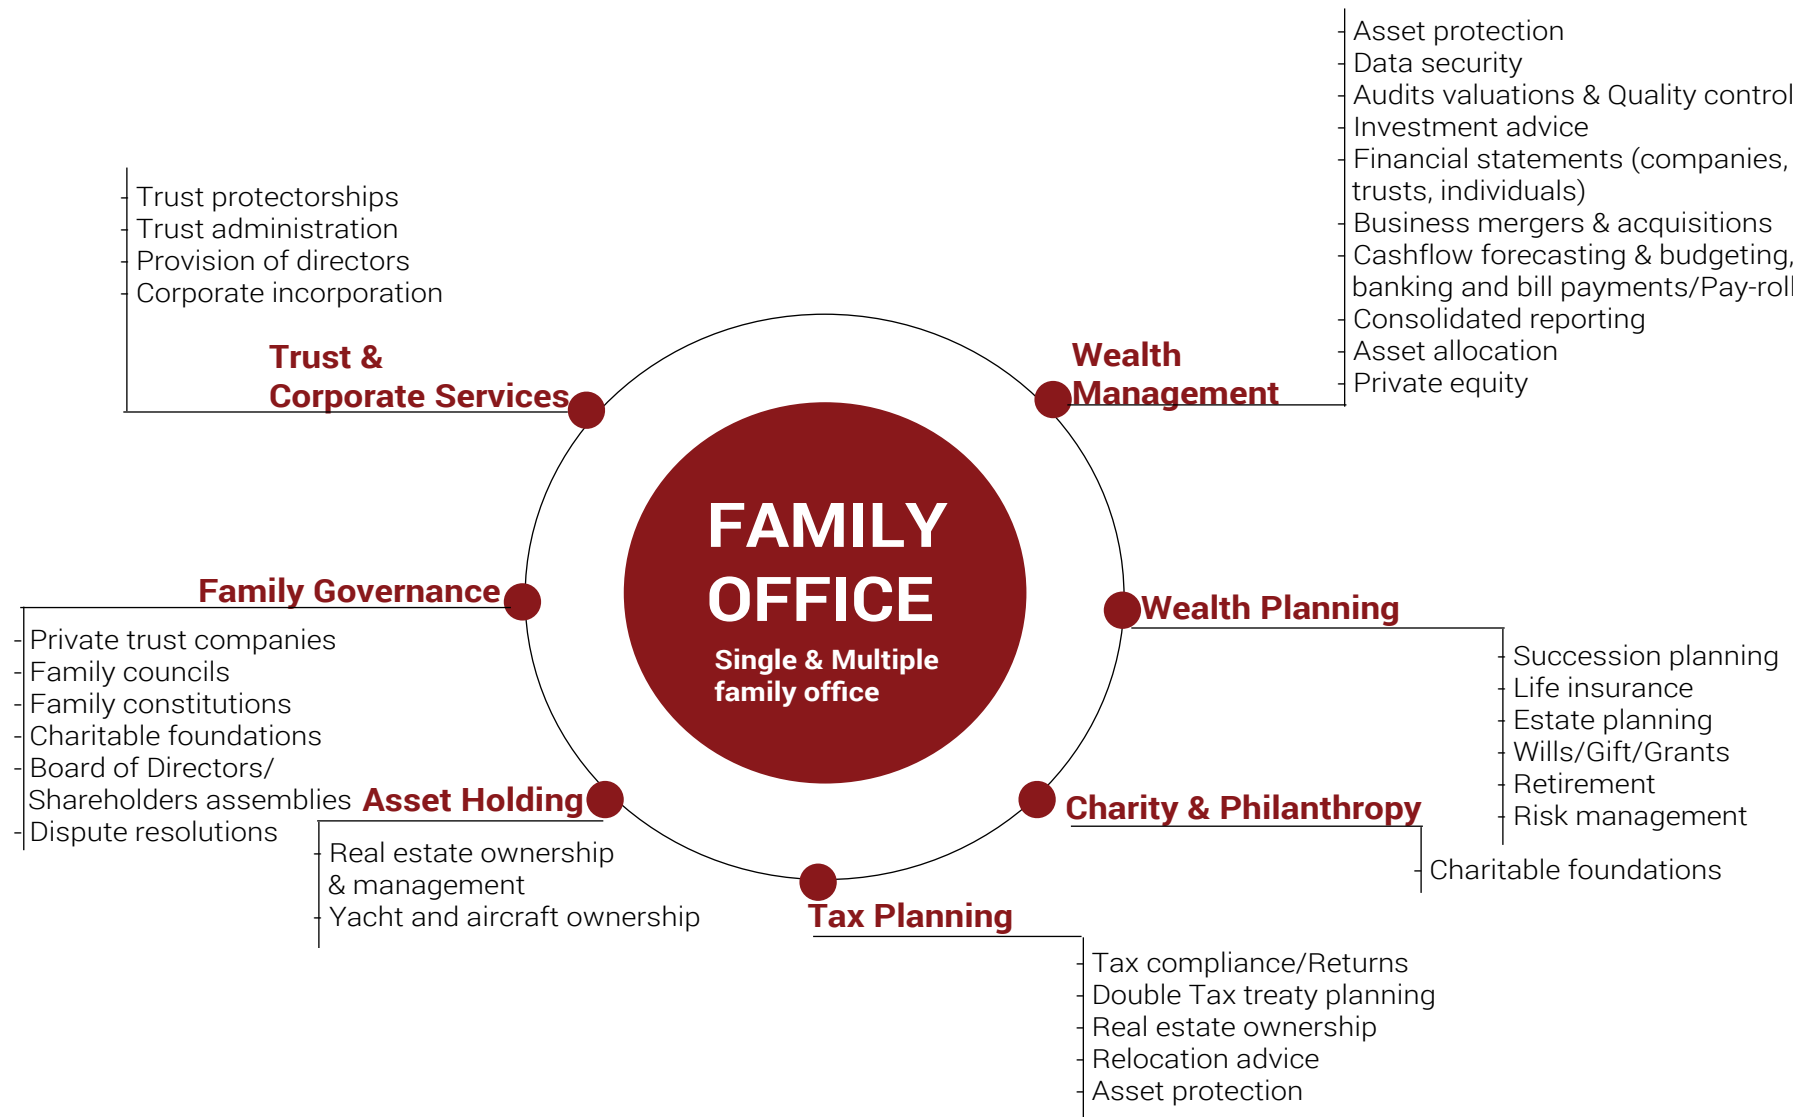 FAMILY
OFFICE
Single & Multiple
family office
Trust &
Corporate Services
- Trust protectorships
- Trust administration
- Provision of directors
- Corporate incorporation
Wealth
Management
- Asset protection
- Data security
- Audits valuations & Quality control
- Investment advice
- Financial statements (companies,
trusts, individuals)
- Business mergers & acquisitions
- Cashflow forecasting & budgeting,
banking and bill payments/Pay-roll
- Consolidated reporting
- Asset allocation
- Private equity
Family Governance
- Private trust companies
- Family councils
- Family constitutions
- Charitable foundations
- Board of Directors/
Shareholders assemblies
- Dispute resolutions
Wealth Planning
- Succession planning
- Life insurance
- Estate planning
- Wills/Gift/Grants
- Retirement
- Risk management
Asset Holding
- Real estate ownership
& management
- Yacht and aircraft ownership
Charity & Philanthropy
- Charitable foundations
Tax Planning
- Tax compliance/Returns
- Double Tax treaty planning
- Real estate ownership
- Relocation advice
- Asset protection